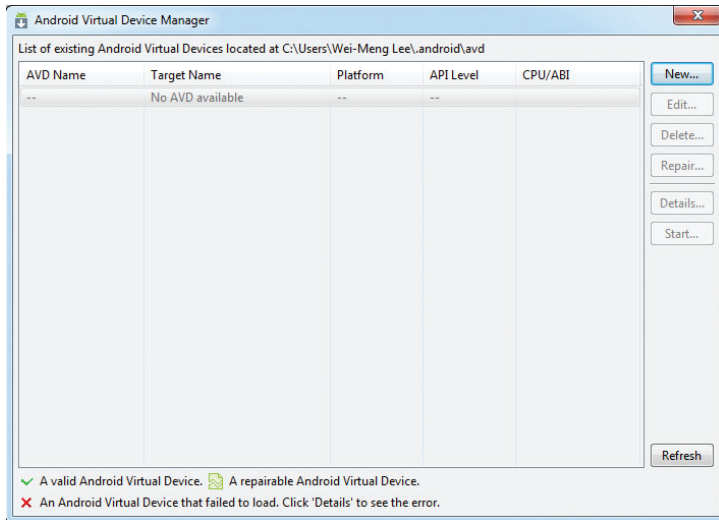 Android Virtual Device Manager
List of existing Android Virtual Devices located at C:\Users\Wei-Meng Lee\.android\avd
AVD Name Target Name Platform API Level CPU/ABI
-- No AVD available -- --
New...
Edit...
Delete...
Repair...
Details...
Start...
Refresh
A valid Android Virtual Device. A repairable Android Virtual Device.
An Android Virtual Device that failed to load. Click 'Details' to see the error.